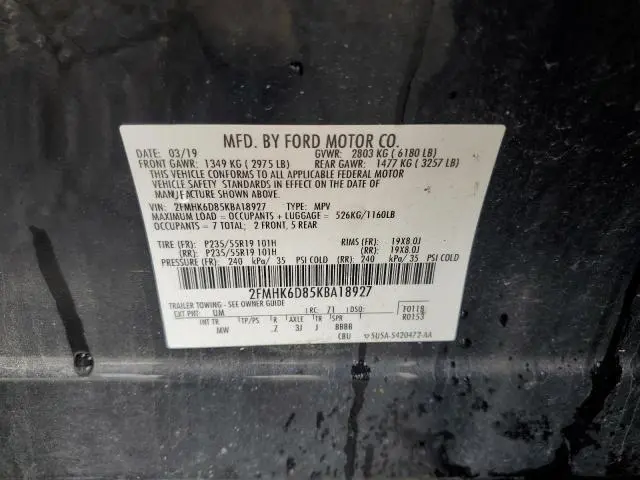 MFD. BY FORD MOTOR CO.
DATE: 03/19 GVWR: 2803 KG ( 6180 LB)
FRONT GAWR: 1349 KG ( 2975 LB) REAR GAWR: 1477 KG ( 3257 LB)
THIS VEHICLE CONFORMS TO ALL APPLICABLE FEDERAL MOTOR
VEHICLE SAFETY STANDARDS IN EFFECT ON THE DATE OF
MANUFACTURE SHOWN ABOVE.
VIN: 2FMHK6D85KBA18927 TYPE: MPV
MAXIMUM LOAD = OCCUPANTS + LUGGAGE = 526KG/1160LB
OCCUPANTS = 7 TOTAL; 2 FRONT, 5 REAR
TIRE (FR): P235/55R19 101H RIMS (FR): 19X8.0J
(RR): P235/55R19 101H (RR): 19X8.0J
PRESSURE (FR): 240 kPa/ 35 PSI COLD (RR): 240 kPa/ 35 PSI COLD
2FMHK6D85KBA18927
TRAILER TOWING - SEE OWNER GUIDE
EXT PNT: UM RC: 71 DSO: F0118
INT TR TP/PS R AXLE TR SPR R0153
MW Z 3J J BBBB
CBU 5U5A-5420472-AA